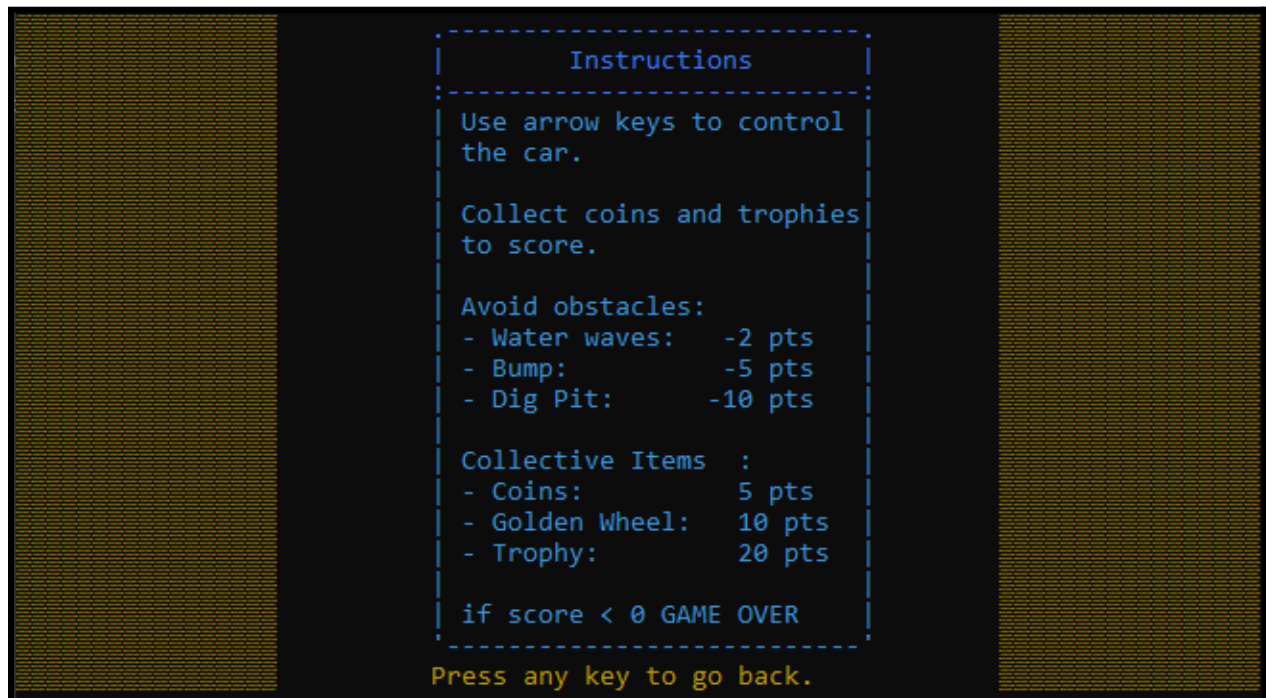 Instructions
Use arrow keys to control
the car.
Collect coins and trophies
to score.
Avoid obstacles:
- Water waves: -2 pts
- Bump: -5 pts
- Dig Pit: -10 pts
Collective Items :
- Coins: 5 pts
- Golden Wheel: 10 pts
- Trophy: 20 pts
if score < 0 GAME OVER
Press any key to go back.